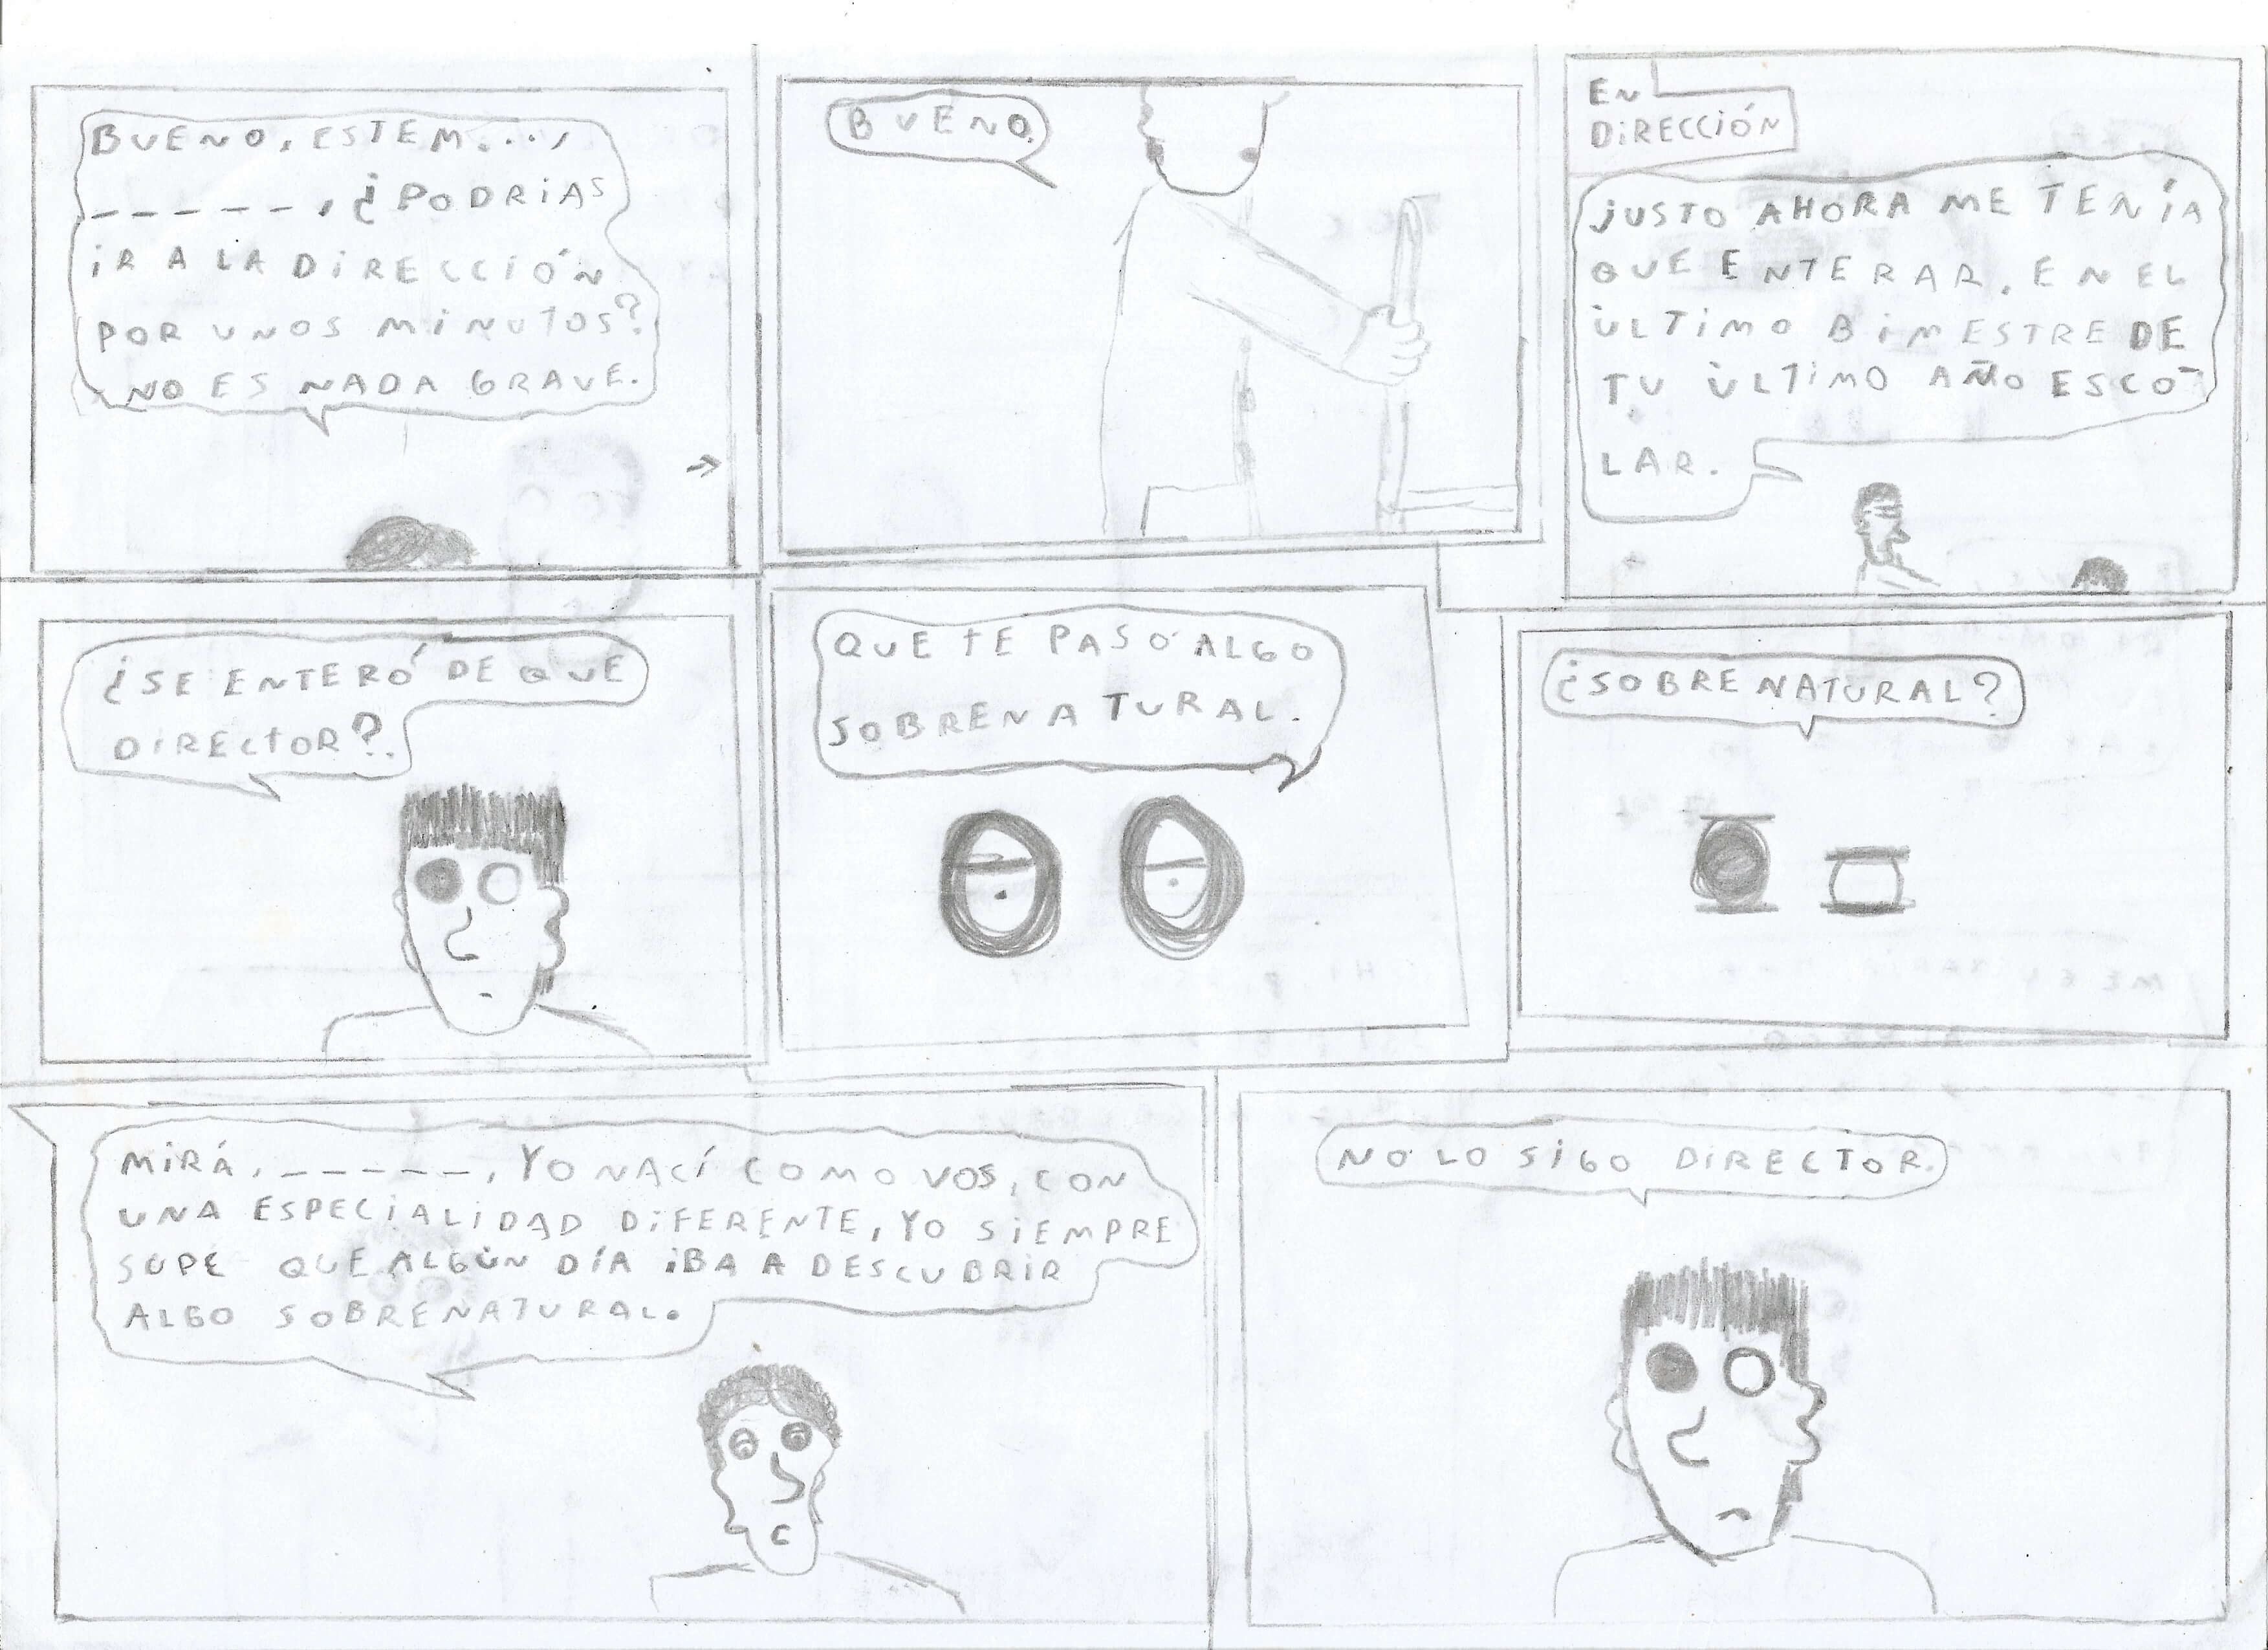 BUENO, ESTEM...,
_ _ _ _ _ , ¿PODRIAS
iR A LA DiRECCiÓN
POR UNOS MiNUTOS?
NO ES NADA GRAVE.
BUENO.
EN
DiRECCiÓN
jUSTO AHORA ME TENÍA
QUE ENTERAR, EN EL
ÚLTiMO BiMESTRE DE
TU ÚLTiMO AÑO ESCO-
LAR.
¿SE ENTERÓ DE QUE
DIRECtOR?
QUE tE PASÓ ALGO
SOBRENATURAL.
¿SOBRENATURAL?
MiRÁ, _ _ _ _ _ , YO NACÍ COMO VOS, CON
UNA ESPECiALiDAD DiFERENTE, YO SiEMPRE
SUPE QUE ALGÚN DÍA iBA A DESCUBRiR
ALGO SOBRENATURAL.
NO LO SiGO DiRECTOR.